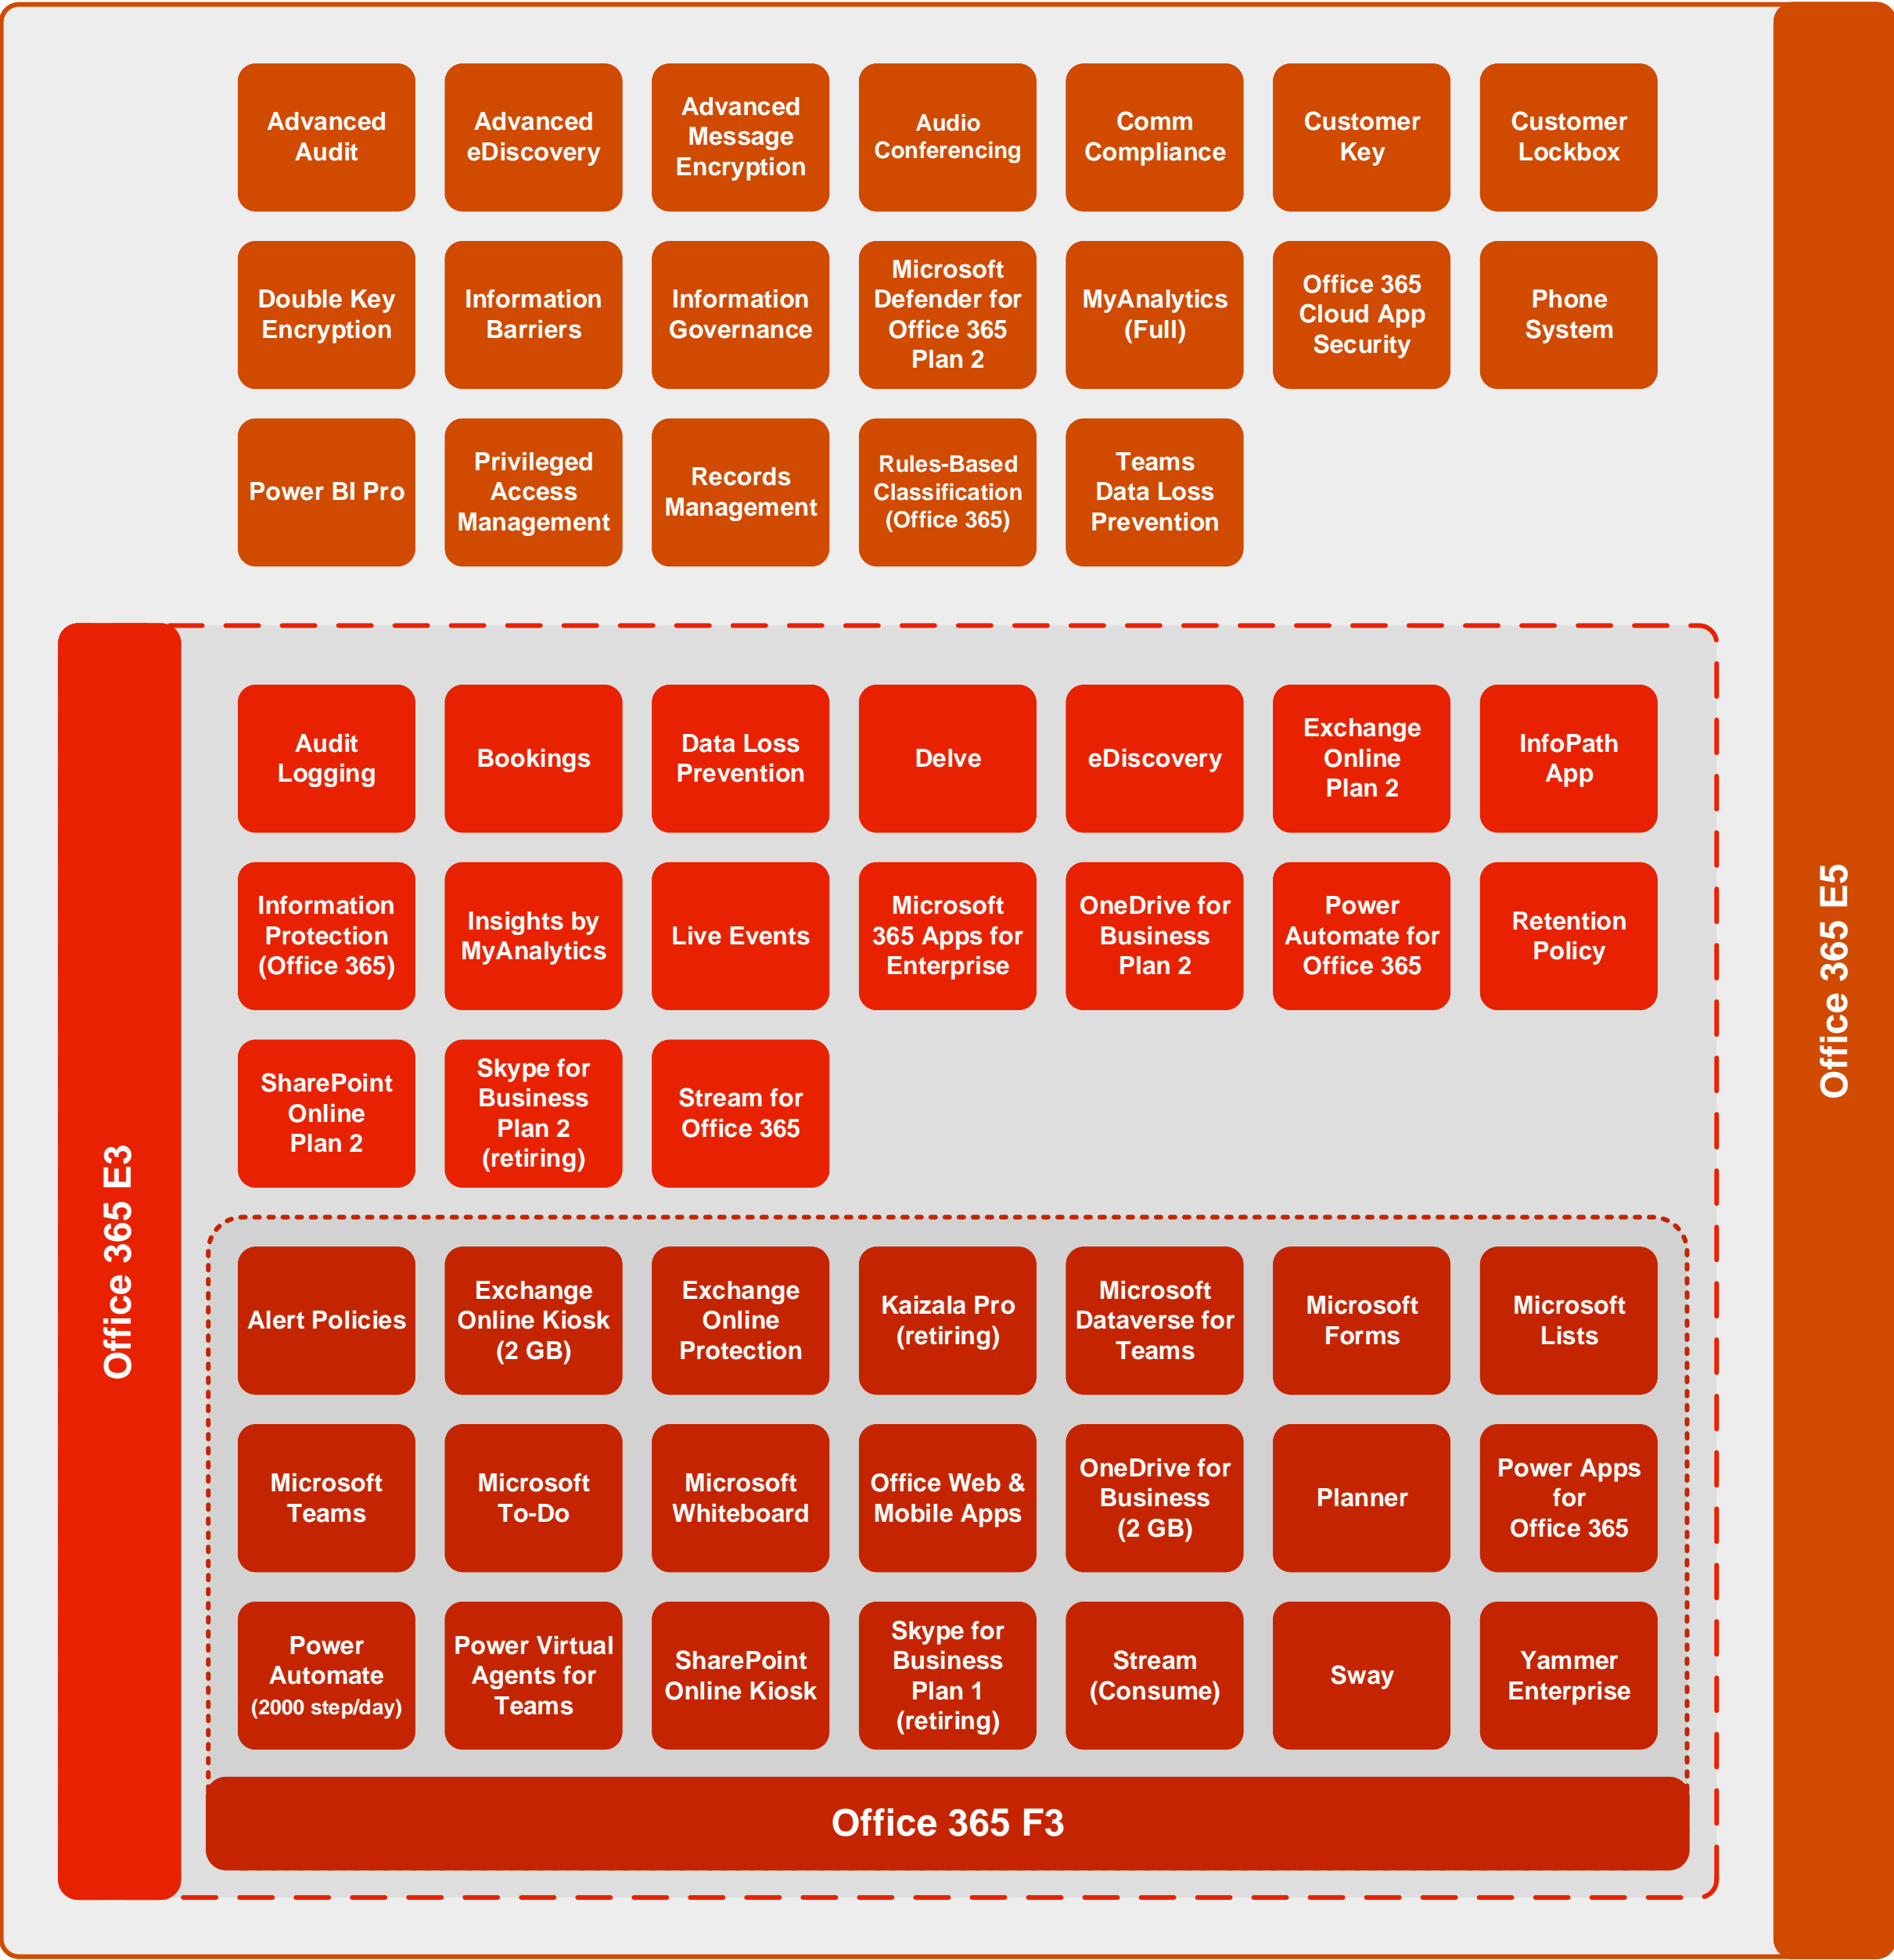 Advanced
Audit
Advanced
eDiscovery
Advanced
Message
Encryption
Audio
Conferencing
Comm
Compliance
Customer
Key
Customer
Lockbox
Double Key
Encryption
Information
Barriers
Information
Governance
Microsoft
Defender for
Office 365
Plan 2
MyAnalytics
(Full)
Office 365
Cloud App
Security
Phone
System
Power BI Pro
Privileged
Access
Management
Records
Management
Rules-Based
Classification
(Office 365)
Teams
Data Loss
Prevention
Office 365 E5
Office 365 E3
Audit
Logging
Bookings
Data Loss
Prevention
Delve
eDiscovery
Exchange
Online
Plan 2
InfoPath
App
Information
Protection
(Office 365)
Insights by
MyAnalytics
Live Events
Microsoft
365 Apps for
Enterprise
OneDrive for
Business
Plan 2
Power
Automate for
Office 365
Retention
Policy
SharePoint
Online
Plan 2
Skype for
Business
Plan 2
(retiring)
Stream for
Office 365
Alert Policies
Exchange
Online Kiosk
(2 GB)
Exchange
Online
Protection
Kaizala Pro
(retiring)
Microsoft
Dataverse for
Teams
Microsoft
Forms
Microsoft
Lists
Microsoft
Teams
Microsoft
To-Do
Microsoft
Whiteboard
Office Web &
Mobile Apps
OneDrive for
Business
(2 GB)
Planner
Power Apps
for
Office 365
Power
Automate
(2000 step/day)
Power Virtual
Agents for
Teams
SharePoint
Online Kiosk
Skype for
Business
Plan 1
(retiring)
Stream
(Consume)
Sway
Yammer
Enterprise
Office 365 F3